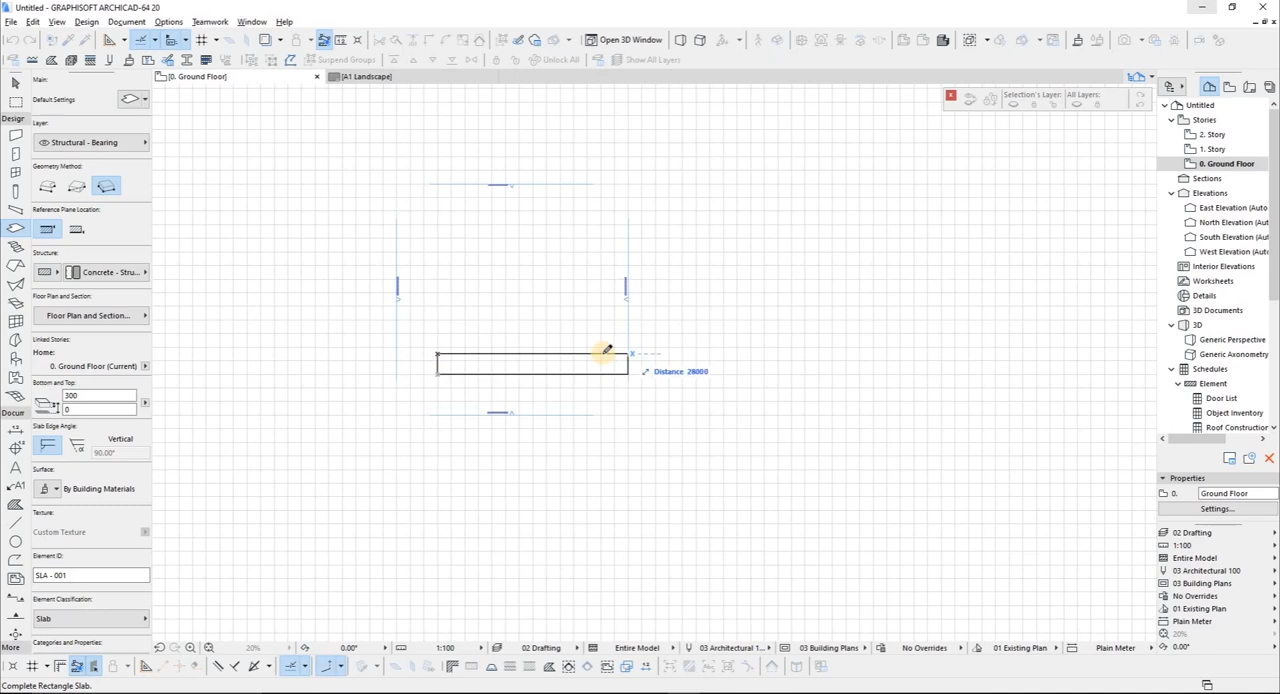 Untitled - GRAPHISOFT ARCHICAD-64 20
File Edit View Design Document Options Teamwork Window Help
Open 3D Window
Suspend Groups
Unlock All
Show All Layers
[0. Ground Floor]
[A1 Landscape]
Main:
Default Settings
Design
Layer:
Structural - Bearing
Geometry Method:
Reference Plane Location:
Structure:
Concrete - Stru...
Floor Plan and Section:
Floor Plan and Section...
Linked Stories:
Home:
0. Ground Floor (Current)
Bottom and Top:
300
0
Docum
Slab Edge Angle:
Vertical
90.00°
Surface:
By Building Materials
Texture:
Custom Texture
Element ID:
SLA - 001
Element Classification:
Slab
Categories and Properties:
More
Selection's Layer: All Layers:
Distance 28000
Untitled
Stories
2. Story
1. Story
0. Ground Floor
Sections
Elevations
East Elevation (Auto
North Elevation (Aut
South Elevation (Aut
West Elevation (Auto
Interior Elevations
Worksheets
Details
3D Documents
3D
Generic Perspective
Generic Axonometry
Schedules
Element
Door List
Object Inventory
Roof Construction
Properties
0. Ground Floor
Settings...
02 Drafting
1:100
Entire Model
03 Architectural 100
03 Building Plans
No Overrides
01 Existing Plan
Plain Meter
20%
0.00°
20% 0.00° 1:100 02 Drafting Entire Model 03 Architectural 1... 03 Building Plans No Overrides 01 Existing Plan Plain Meter
Complete Rectangle Slab.